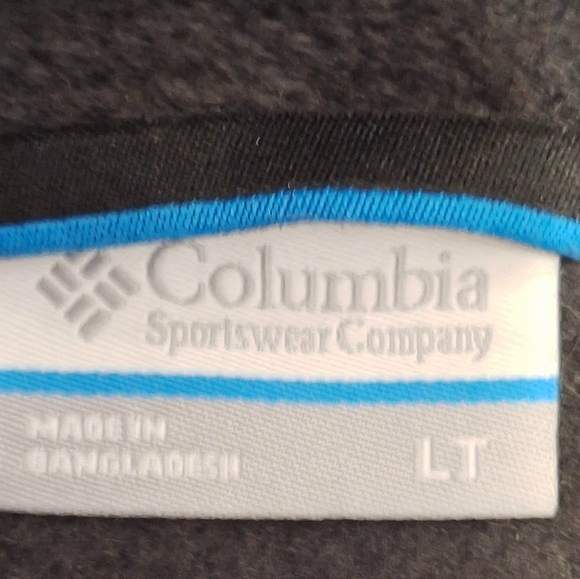 Columbia
Sportswear Company
MADE IN
BANGLADESH
LT